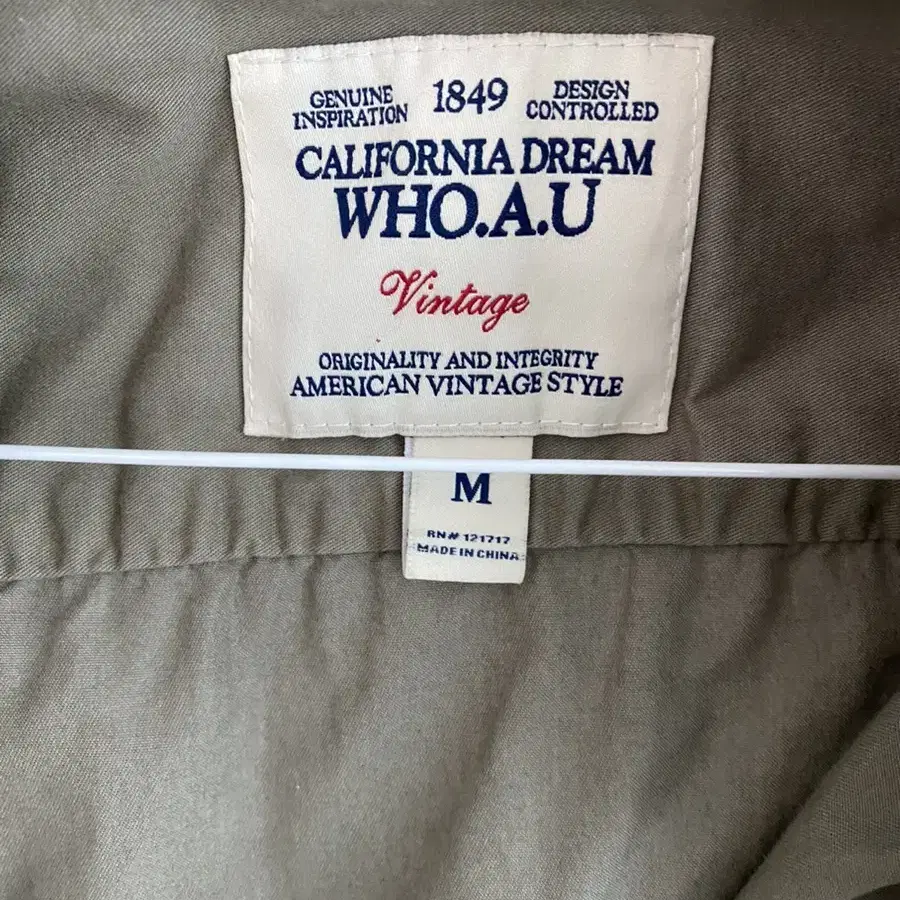 GENUINE INSPIRATION 1849 DESIGN CONTROLLED
CALIFORNIA DREAM
WHO.A.U
Vintage
ORIGINALITY AND INTEGRITY
AMERICAN VINTAGE STYLE
M
RN# 121717
MADE IN CHINA